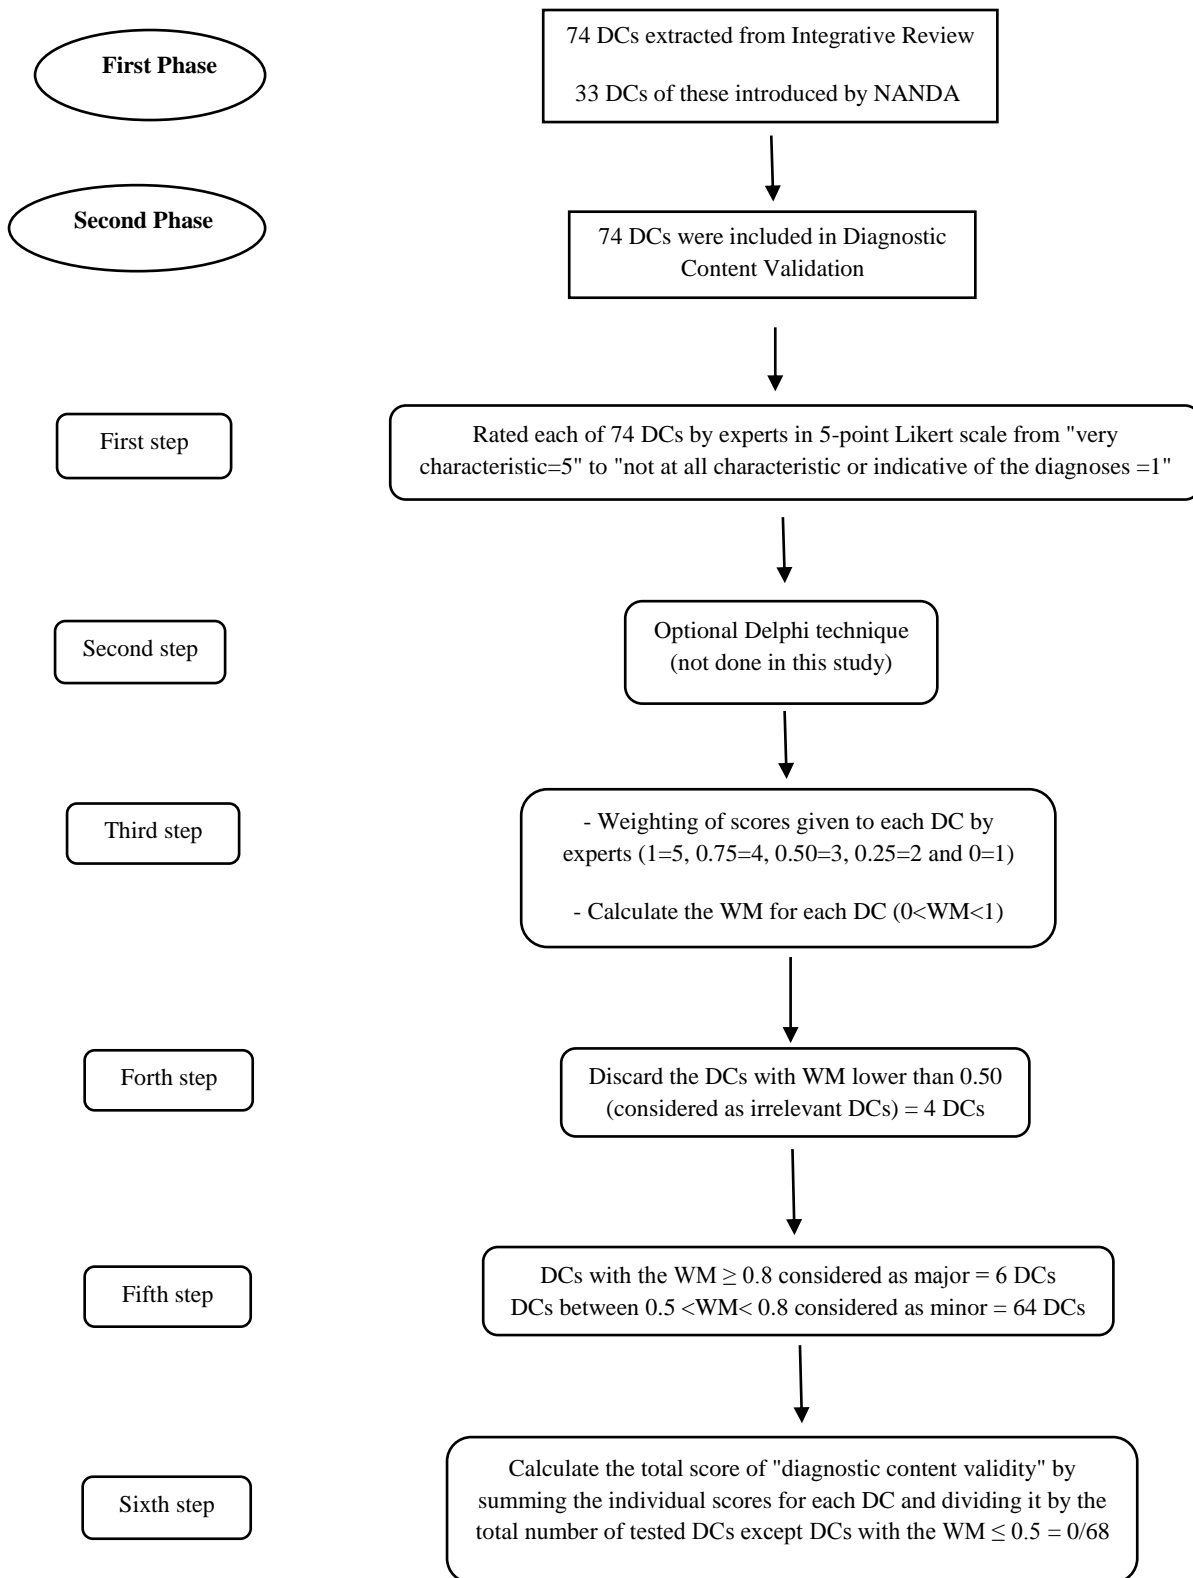 First Phase
74 DCs extracted from Integrative Review
33 DCs of these introduced by NANDA
Second Phase
74 DCs were included in Diagnostic
Content Validation
First step
Rated each of 74 DCs by experts in 5-point Likert scale from "very
characteristic=5" to "not at all characteristic or indicative of the diagnoses =1"
Second step
Optional Delphi technique
(not done in this study)
Third step
- Weighting of scores given to each DC by
experts (1=5, 0.75=4, 0.50=3, 0.25=2 and 0=1)
- Calculate the WM for each DC (0<WM<1)
Forth step
Discard the DCs with WM lower than 0.50
(considered as irrelevant DCs) = 4 DCs
Fifth step
DCs with the WM ≥ 0.8 considered as major = 6 DCs
DCs between 0.5 <WM< 0.8 considered as minor = 64 DCs
Sixth step
Calculate the total score of "diagnostic content validity" by
summing the individual scores for each DC and dividing it by the
total number of tested DCs except DCs with the WM ≤ 0.5 = 0/68